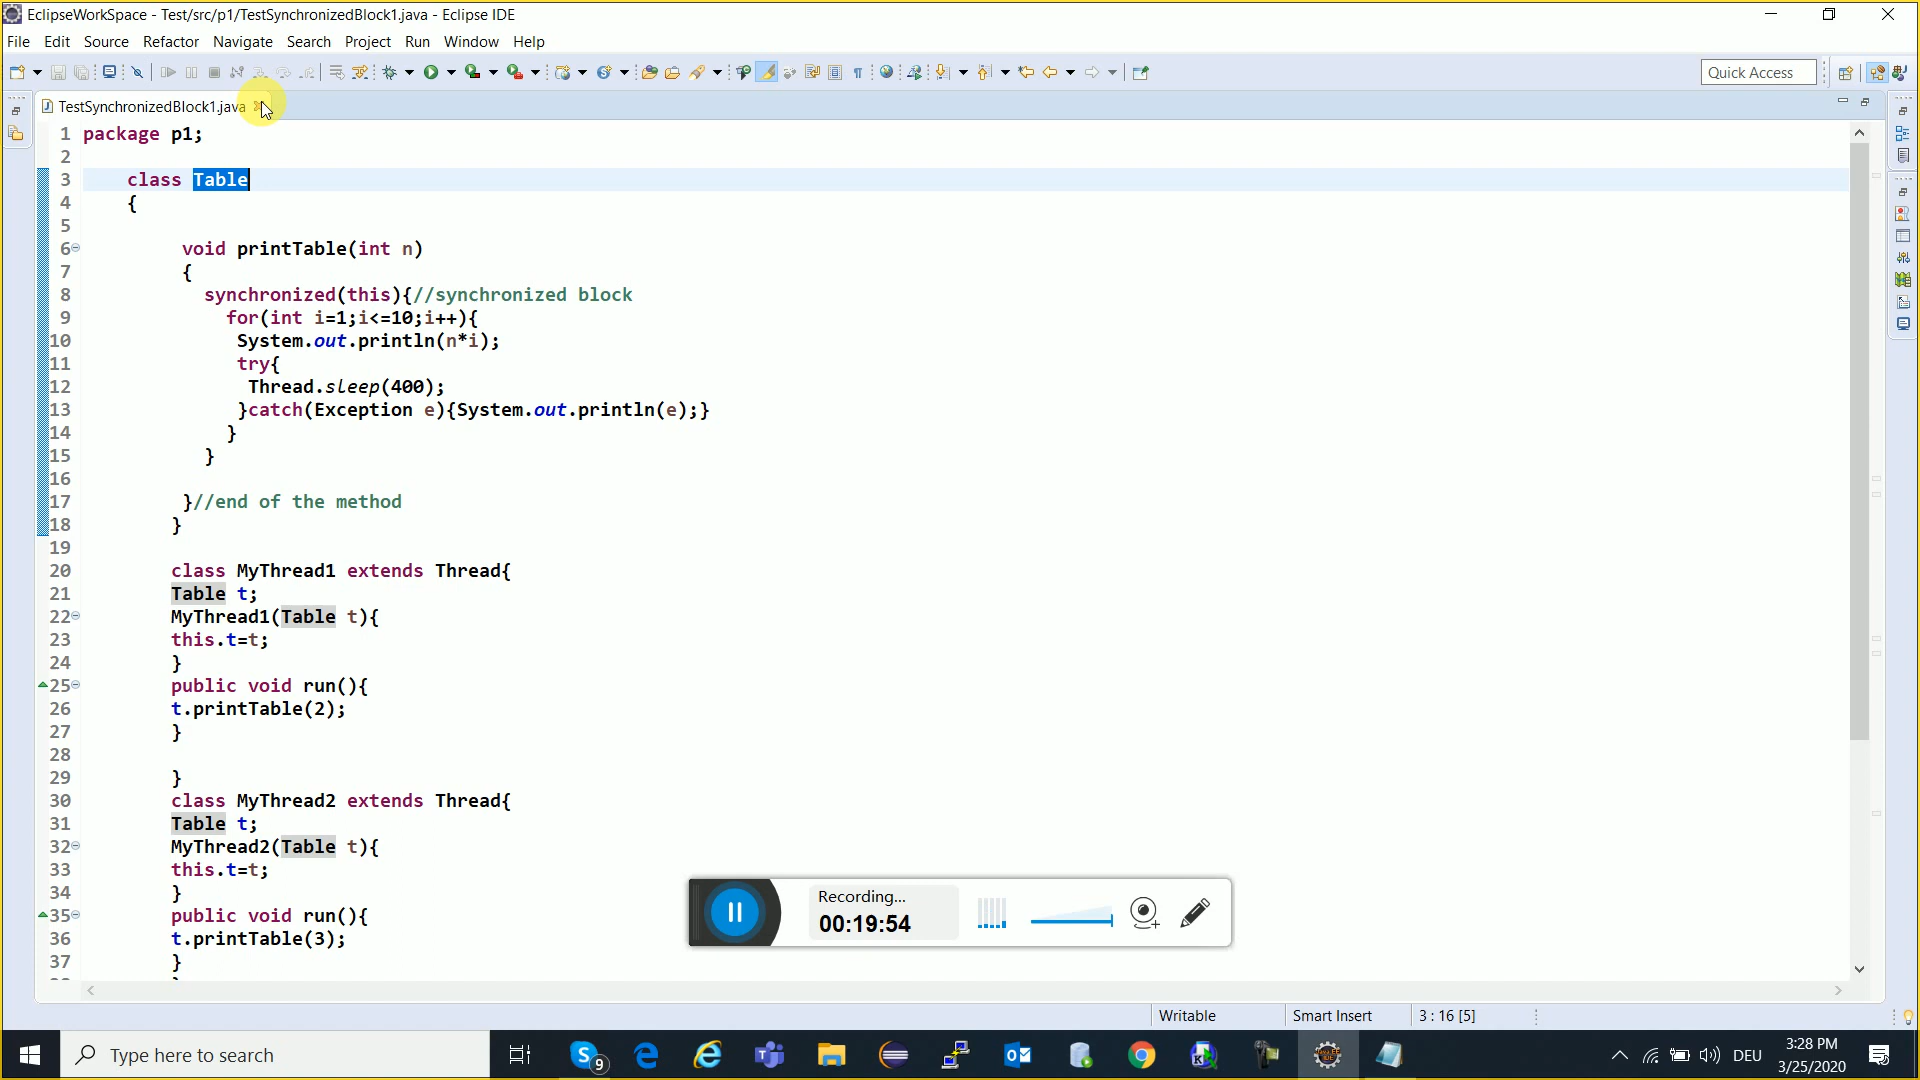 EclipseWorkSpace - Test/src/p1/TestSynchronizedBlock1.java - Eclipse IDE
File Edit Source Refactor Navigate Search Project Run Window Help
Quick Access
TestSynchronizedBlock1.java
1 package p1;
2
3 class Table
4 {
5
6 void printTable(int n)
7 {
8 synchronized(this){//synchronized block
9 for(int i=1;i<=10;i++){
10 System.out.println(n*i);
11 try{
12 Thread.sleep(400);
13 }catch(Exception e){System.out.println(e);}
14 }
15 }
16
17 }//end of the method
18 }
19
20 class MyThread1 extends Thread{
21 Table t;
22 MyThread1(Table t){
23 this.t=t;
24 }
25 public void run(){
26 t.printTable(2);
27 }
28
29 }
30 class MyThread2 extends Thread{
31 Table t;
32 MyThread2(Table t){
33 this.t=t;
34 }
35 public void run(){
36 t.printTable(3);
37 }
Recording...
00:19:54
Writable Smart Insert 3 : 16 [5]
Type here to search
9
DEU
3:28 PM
3/25/2020